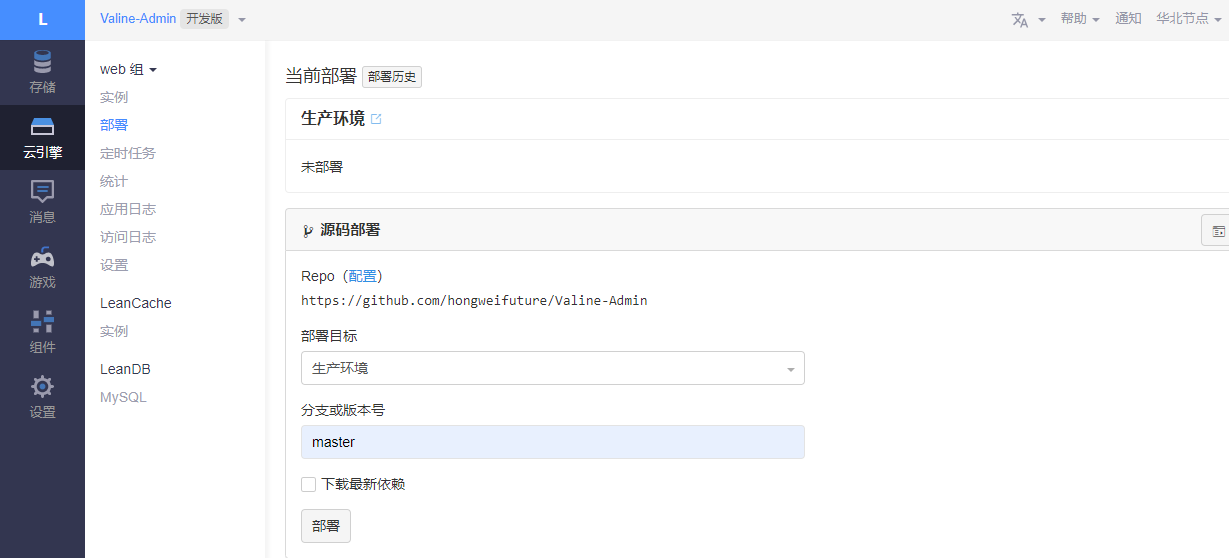 L
Valine-Admin 开发版
帮助
通知
华北节点
存储
云引擎
消息
游戏
组件
设置
web 组
实例
部署
定时任务
统计
应用日志
访问日志
设置
LeanCache
实例
LeanDB
MySQL
当前部署 部署历史
生产环境
未部署
源码部署
Repo（配置）
https://github.com/hongweifuture/Valine-Admin
部署目标
生产环境
分支或版本号
master
下载最新依赖
部署